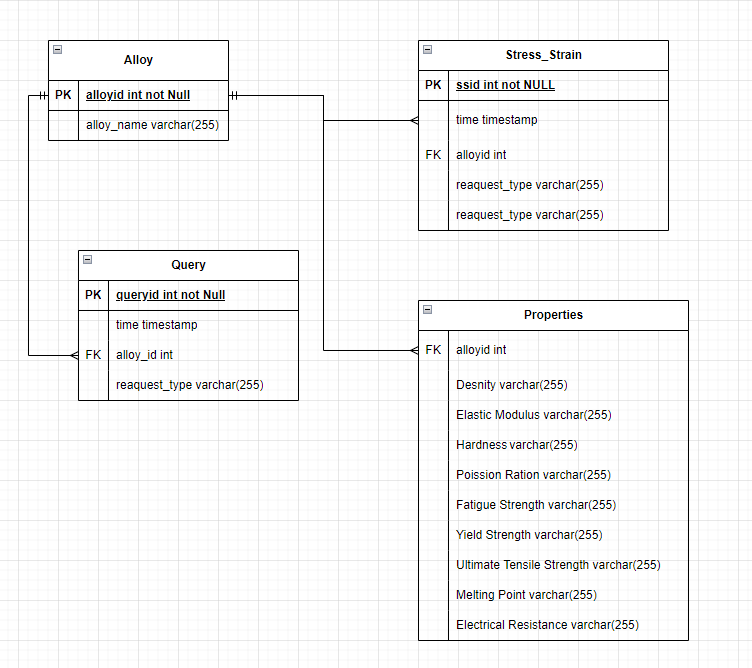 Alloy
PK alloyid int not Null
alloy_name varchar(255)
Stress_Strain
PK ssid int not NULL
time timestamp
FK alloyid int
reaquest_type varchar(255)
reaquest_type varchar(255)
Query
PK queryid int not Null
time timestamp
FK alloy_id int
reaquest_type varchar(255)
Properties
FK alloyid int
Desnity varchar(255)
Elastic Modulus varchar(255)
Hardness varchar(255)
Poission Ration varchar(255)
Fatigue Strength varchar(255)
Yield Strength varchar(255)
Ultimate Tensile Strength varchar(255)
Melting Point varchar(255)
Electrical Resistance varchar(255)